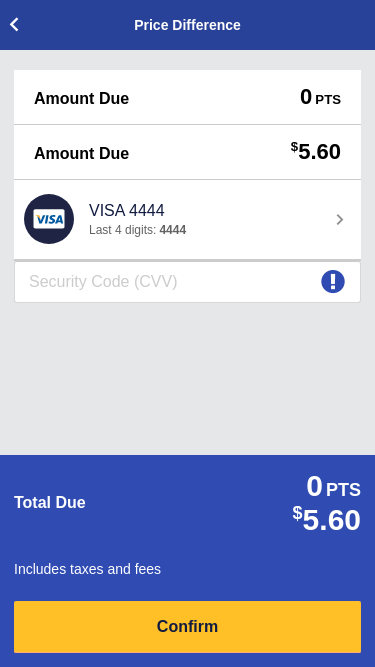 Price Difference
Amount Due 0 PTS
Amount Due $5.60
VISA VISA 4444
Last 4 digits: 4444
Security Code (CVV)
0 PTS
Total Due
$5.60
Includes taxes and fees
Confirm